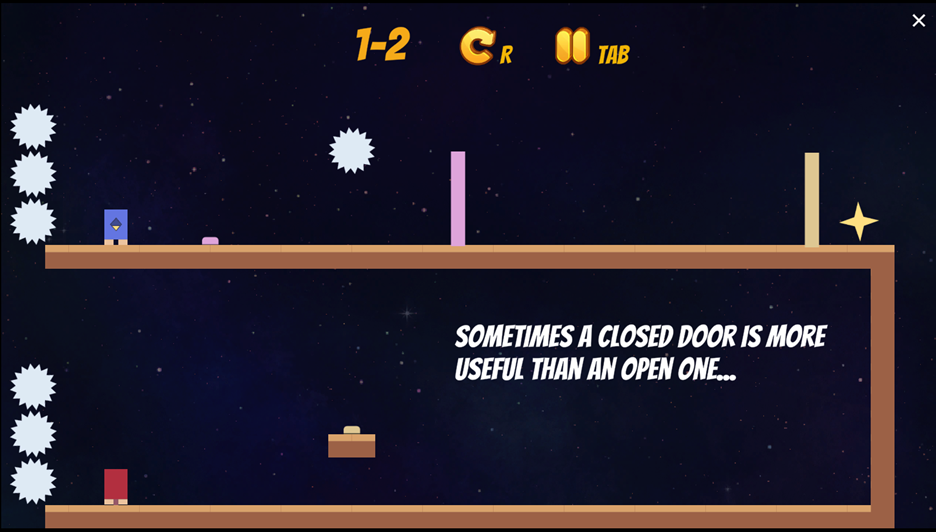 1-2 R TAB
SOMETIMES A CLOSED DOOR IS MORE
USEFUL THAN AN OPEN ONE...